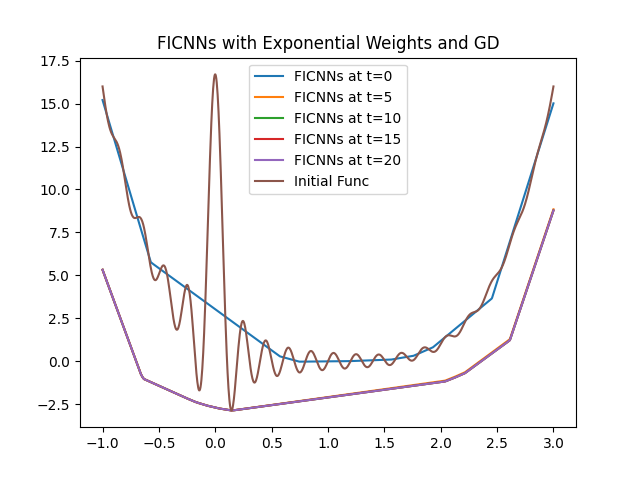 FICNNs with Exponential Weights and GD
17.5
15.0
12.5
10.0
7.5
5.0
2.5
0.0
−2.5
FICNNs at t=0
FICNNs at t=5
FICNNs at t=10
FICNNs at t=15
FICNNs at t=20
Initial Func
−1.0 −0.5 0.0 0.5 1.0 1.5 2.0 2.5 3.0